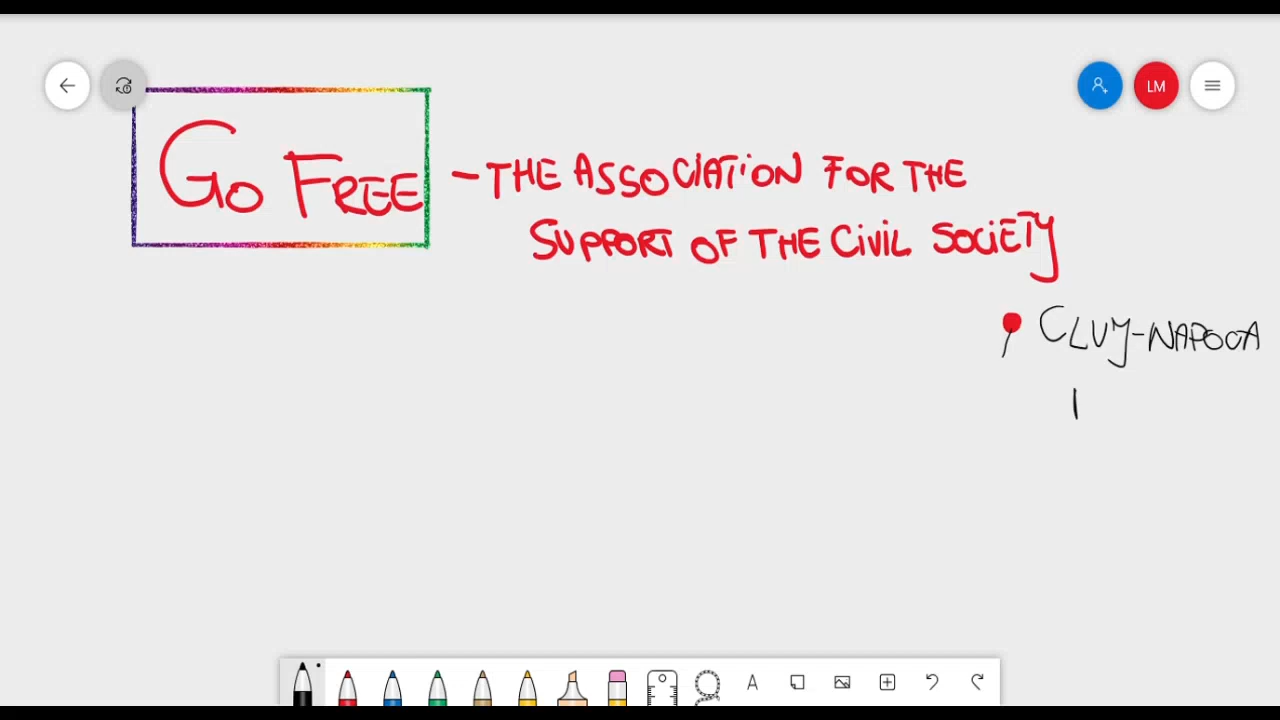 LM
GO FREE - THE ASSOCIATION FOR THE
SUPPORT OF THE CIVIL SOCIETY
CLUJ-NAPOCA